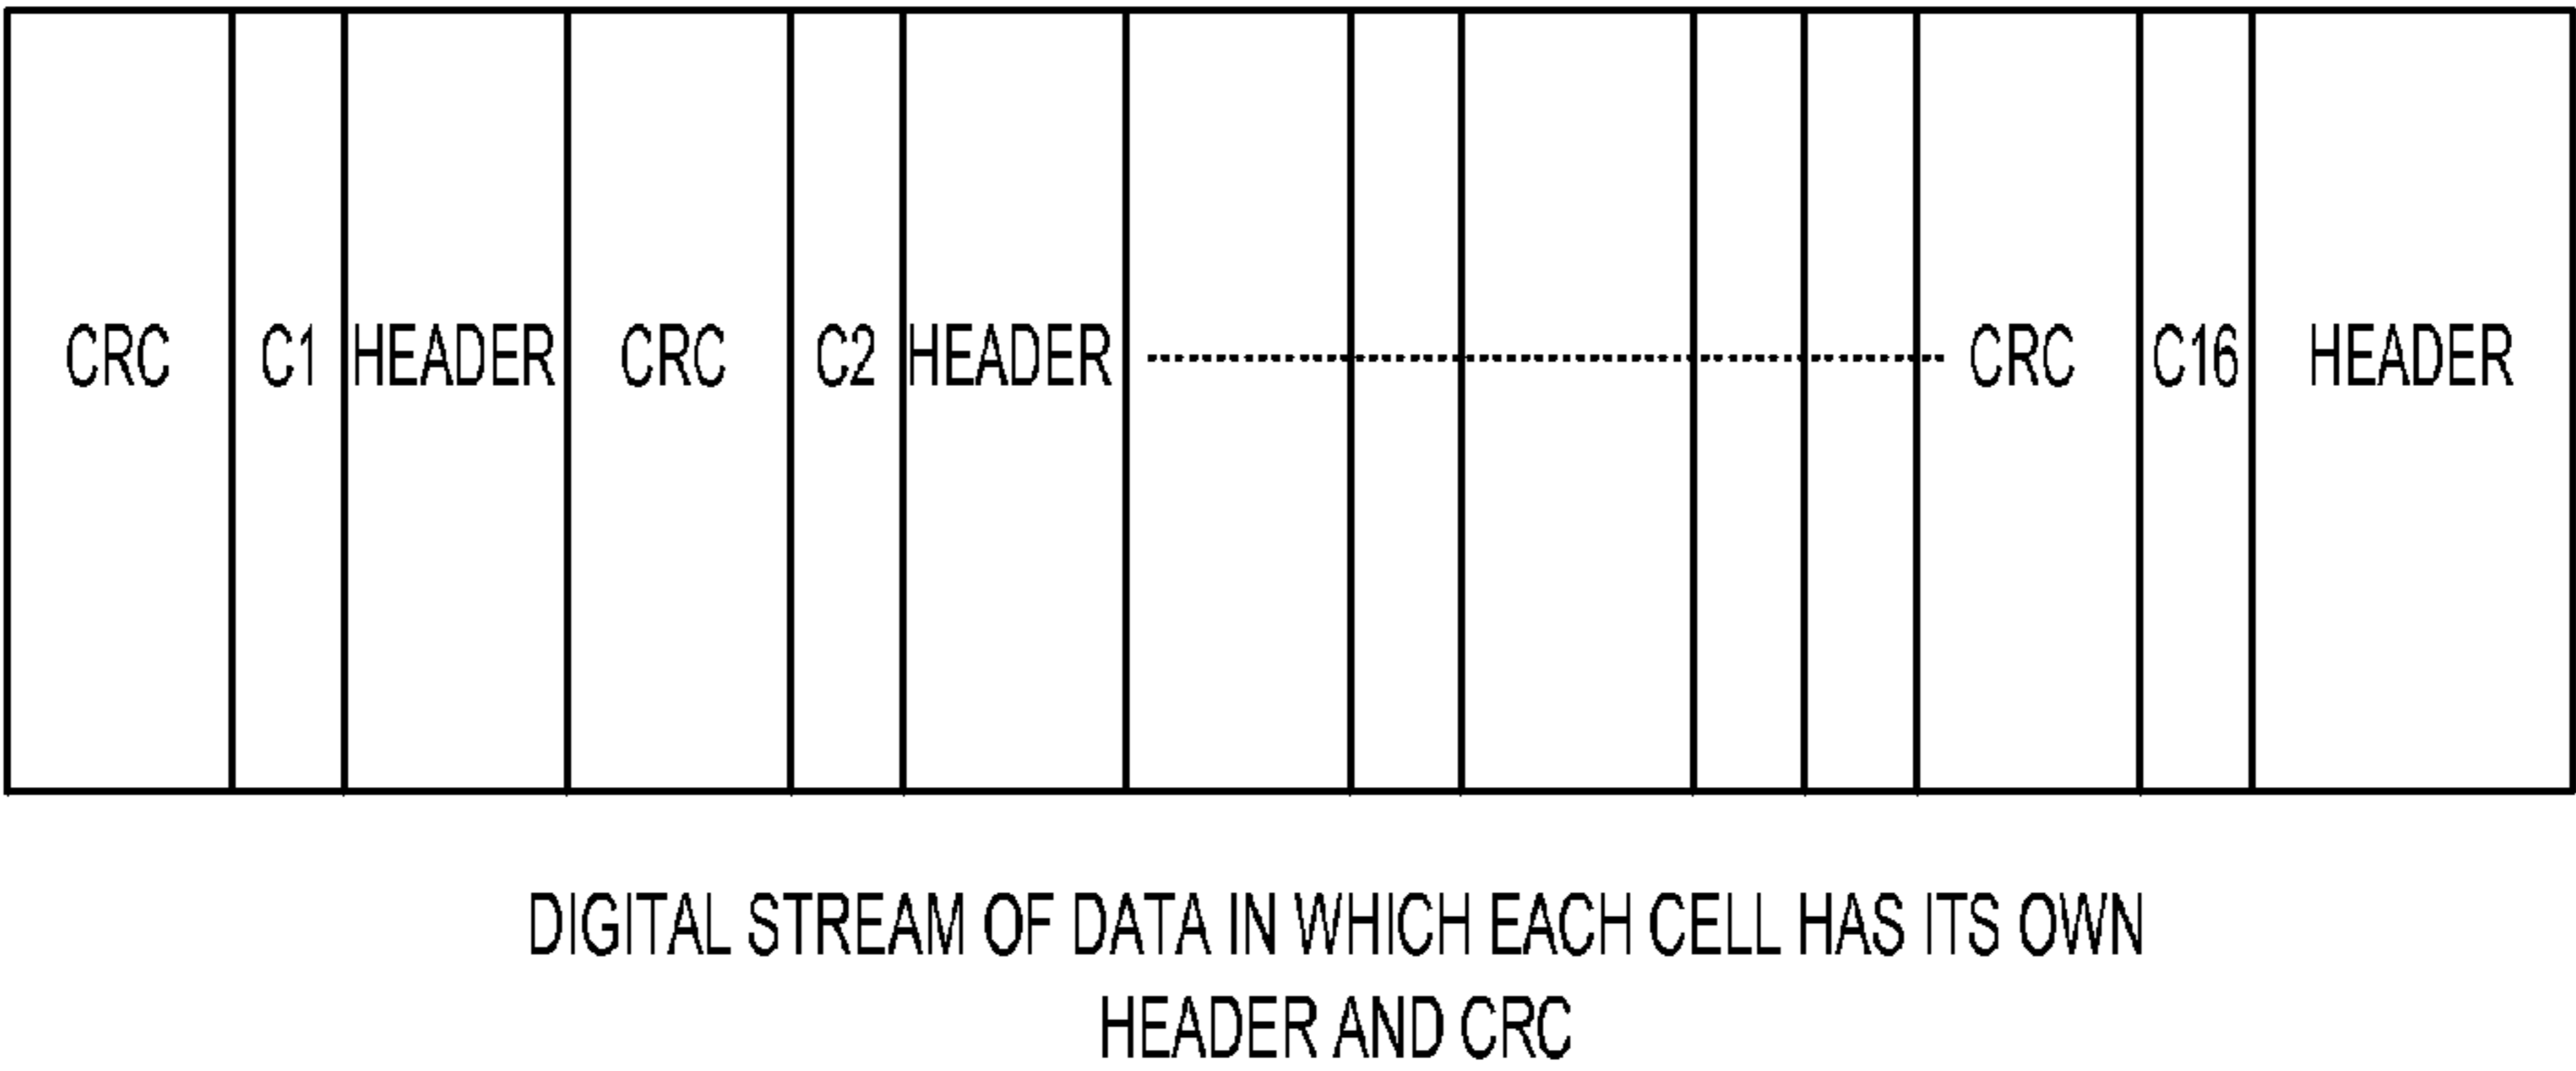 CRC C1 HEADER CRC C2 HEADER CRC C16 HEADER
DIGITAL STREAM OF DATA IN WHICH EACH CELL HAS ITS OWN
HEADER AND CRC